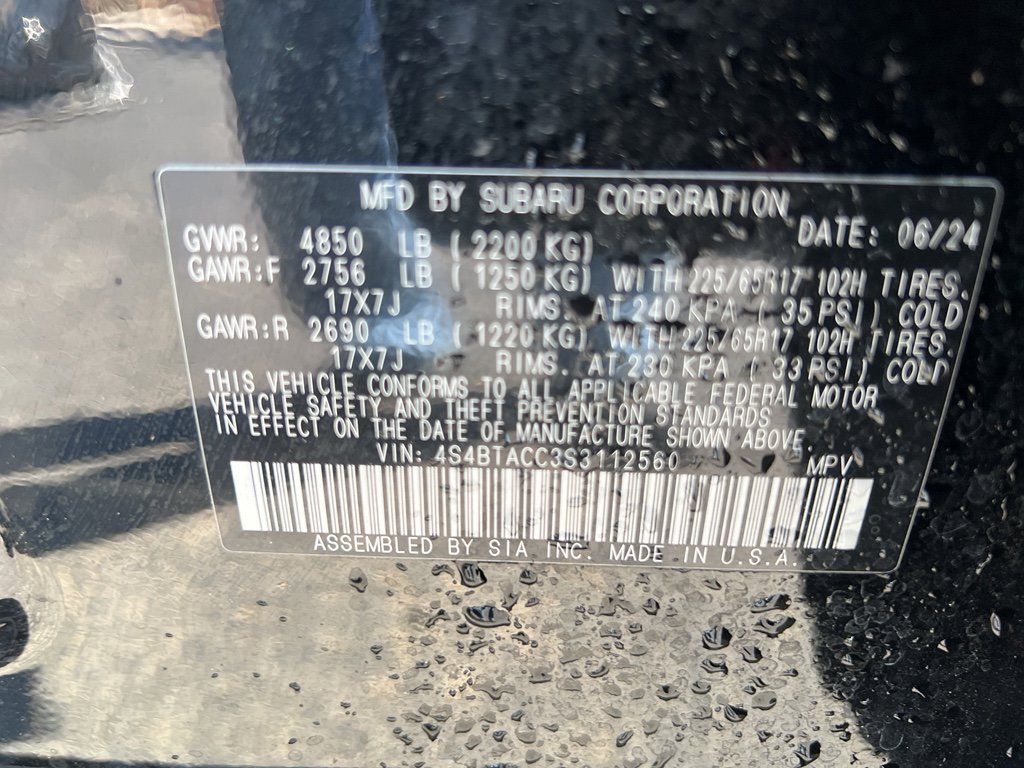 MFD BY SUBARU CORPORATION
DATE: 06/24
GVWR: 4850 LB (2200 KG)
GAWR:F 2756 LB (1250 KG) WITH 225/65R17 102H TIRES.
17X7J RIMS. AT 240 KPA ( 35 PSI) COLD
GAWR:R 2690 LB (1220 KG) WITH 225/65R17 102H TIRES.
17X7J RIMS. AT 230 KPA ( 33 PSI) COLD
THIS VEHICLE CONFORMS TO ALL APPLICABLE FEDERAL MOTOR
VEHICLE SAFETY AND THEFT PREVENTION STANDARDS
IN EFFECT ON THE DATE OF MANUFACTURE SHOWN ABOVE.
VIN: 4S4BTACC3S3112560 MPV
ASSEMBLED BY SIA INC. MADE IN U.S.A.